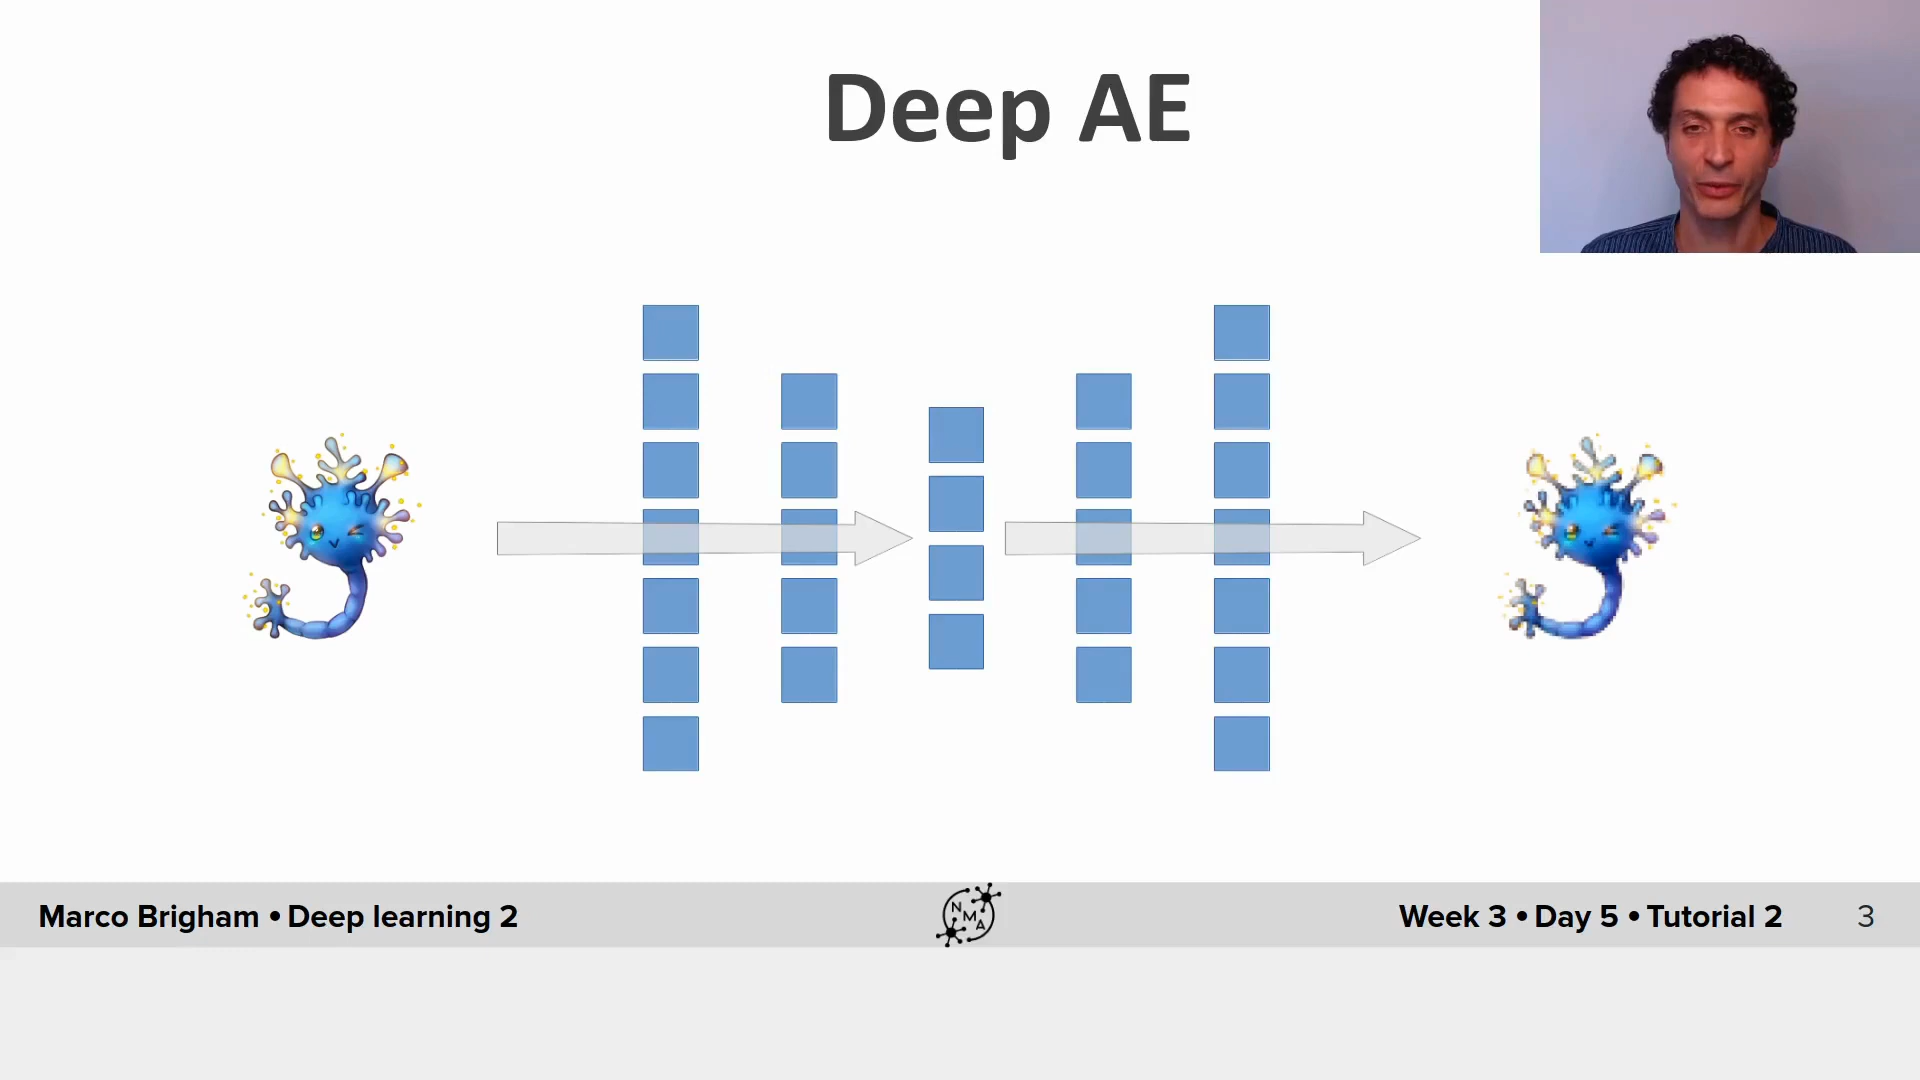 Deep AE
Marco Brigham • Deep learning 2
N
M
A
Week 3 • Day 5 • Tutorial 2
3